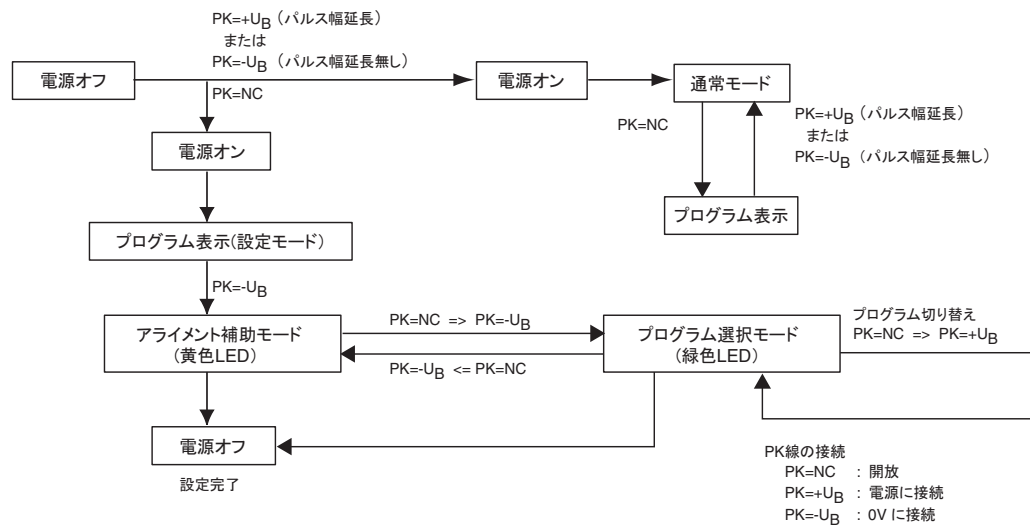 PK=+UB（パルス幅延長）
または
PK=-UB（パルス幅延長無し）
電源オフ
電源オン
通常モード
PK=NC
PK=NC
PK=+UB（パルス幅延長）
または
PK=-UB（パルス幅延長無し）
電源オン
プログラム表示
プログラム表示(設定モード)
PK=-UB
アライメント補助モード
(黄色LED)
PK=NC => PK=-UB
PK=-UB <= PK=NC
プログラム選択モード
(緑色LED)
プログラム切り替え
PK=NC => PK=+UB
電源オフ
設定完了
PK線の接続
PK=NC : 開放
PK=+UB : 電源に接続
PK=-UB : 0Vに接続